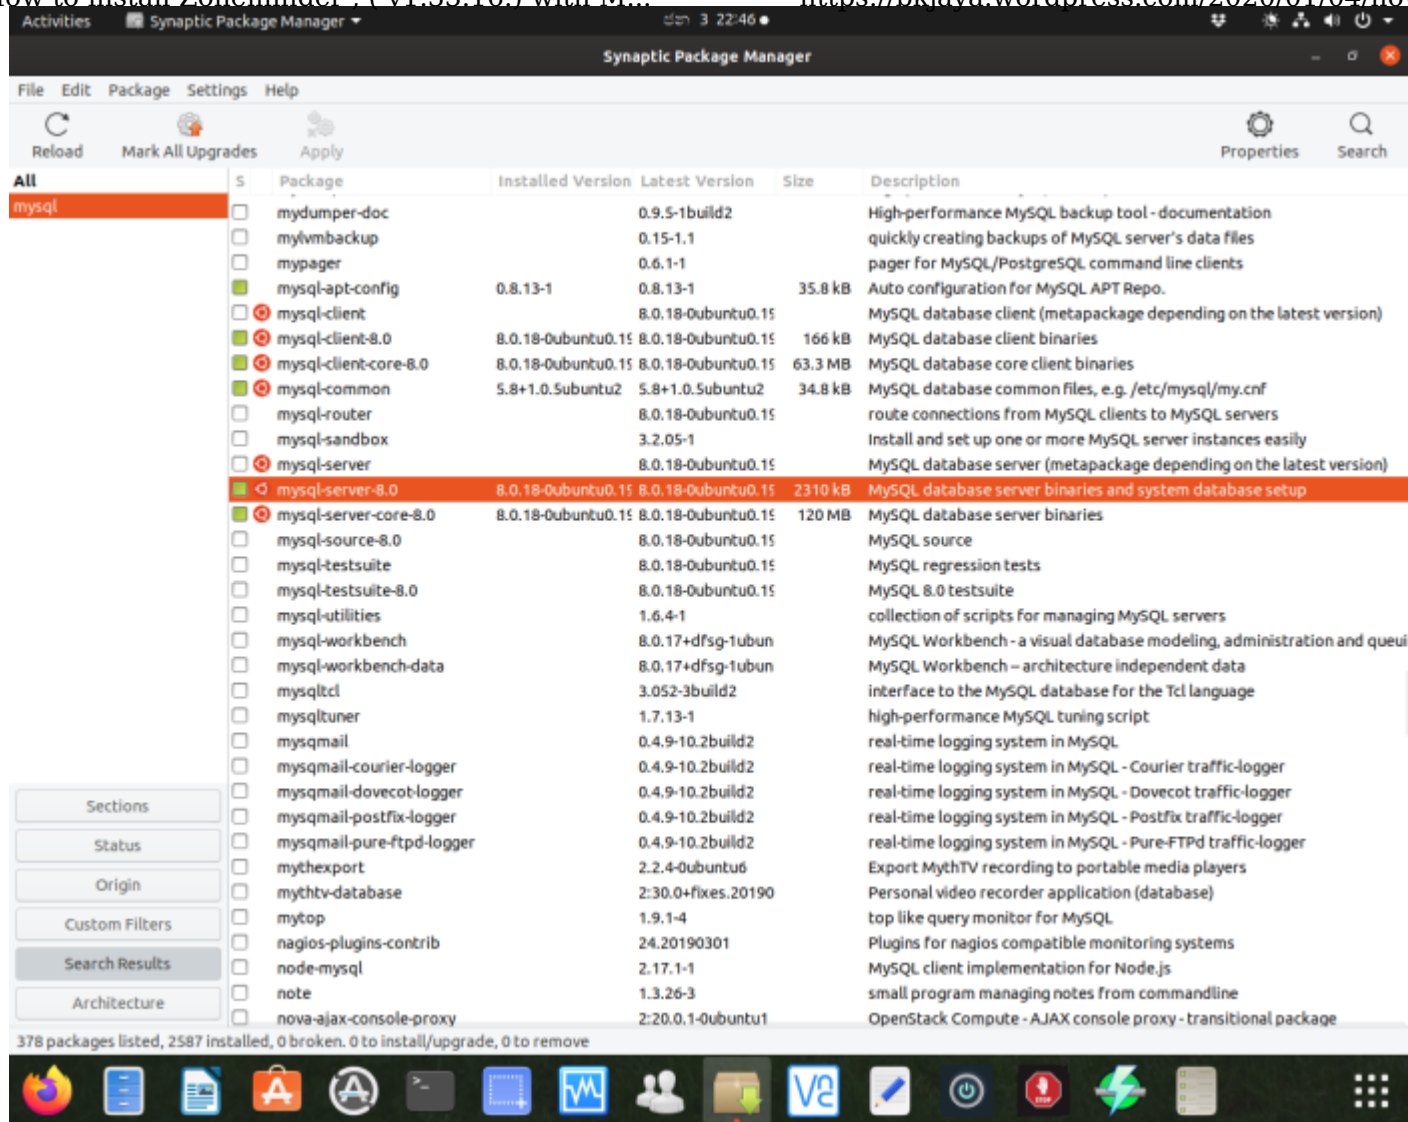 Activities Synaptic Package Manager ජන 3 22:46
Synaptic Package Manager
File Edit Package Settings Help
Reload Mark All Upgrades Apply Properties Search
All S Package Installed Version Latest Version Size Description
mysql
mydumper-doc 0.9.5-1build2 High-performance MySQL backup tool - documentation
mylvmbackup 0.15-1.1 quickly creating backups of MySQL server's data files
mypager 0.6.1-1 pager for MySQL/PostgreSQL command line clients
mysql-apt-config 0.8.13-1 0.8.13-1 35.8 kB Auto configuration for MySQL APT Repo.
mysql-client 8.0.18-0ubuntu0.19 MySQL database client (metapackage depending on the latest version)
mysql-client-8.0 8.0.18-0ubuntu0.19 8.0.18-0ubuntu0.19 166 kB MySQL database client binaries
mysql-client-core-8.0 8.0.18-0ubuntu0.19 8.0.18-0ubuntu0.19 63.3 MB MySQL database core client binaries
mysql-common 5.8+1.0.5ubuntu2 5.8+1.0.5ubuntu2 34.8 kB MySQL database common files, e.g. /etc/mysql/my.cnf
mysql-router 8.0.18-0ubuntu0.19 route connections from MySQL clients to MySQL servers
mysql-sandbox 3.2.05-1 Install and set up one or more MySQL server instances easily
mysql-server 8.0.18-0ubuntu0.19 MySQL database server (metapackage depending on the latest version)
mysql-server-8.0 8.0.18-0ubuntu0.19 8.0.18-0ubuntu0.19 2310 kB MySQL database server binaries and system database setup
mysql-server-core-8.0 8.0.18-0ubuntu0.19 8.0.18-0ubuntu0.19 120 MB MySQL database server binaries
mysql-source-8.0 8.0.18-0ubuntu0.19 MySQL source
mysql-testsuite 8.0.18-0ubuntu0.19 MySQL regression tests
mysql-testsuite-8.0 8.0.18-0ubuntu0.19 MySQL 8.0 testsuite
mysql-utilities 1.6.4-1 collection of scripts for managing MySQL servers
mysql-workbench 8.0.17+dfsg-1ubun MySQL Workbench - a visual database modeling, administration and queui
mysql-workbench-data 8.0.17+dfsg-1ubun MySQL Workbench – architecture independent data
mysqltcl 3.052-3build2 interface to the MySQL database for the Tcl language
mysqltuner 1.7.13-1 high-performance MySQL tuning script
mysqmail 0.4.9-10.2build2 real-time logging system in MySQL
mysqmail-courier-logger 0.4.9-10.2build2 real-time logging system in MySQL - Courier traffic-logger
mysqmail-dovecot-logger 0.4.9-10.2build2 real-time logging system in MySQL - Dovecot traffic-logger
mysqmail-postfix-logger 0.4.9-10.2build2 real-time logging system in MySQL - Postfix traffic-logger
mysqmail-pure-ftpd-logger 0.4.9-10.2build2 real-time logging system in MySQL - Pure-FTPd traffic-logger
mythexport 2.2.4-0ubuntu6 Export MythTV recording to portable media players
mythtv-database 2:30.0+fixes.20190 Personal video recorder application (database)
mytop 1.9.1-4 top like query monitor for MySQL
nagios-plugins-contrib 24.20190301 Plugins for nagios compatible monitoring systems
node-mysql 2.17.1-1 MySQL client implementation for Node.js
note 1.3.26-3 small program managing notes from commandline
nova-ajax-console-proxy 2:20.0.1-0ubuntu1 OpenStack Compute - AJAX console proxy - transitional package
Sections
Status
Origin
Custom Filters
Search Results
Architecture
378 packages listed, 2587 installed, 0 broken. 0 to install/upgrade, 0 to remove
STOP